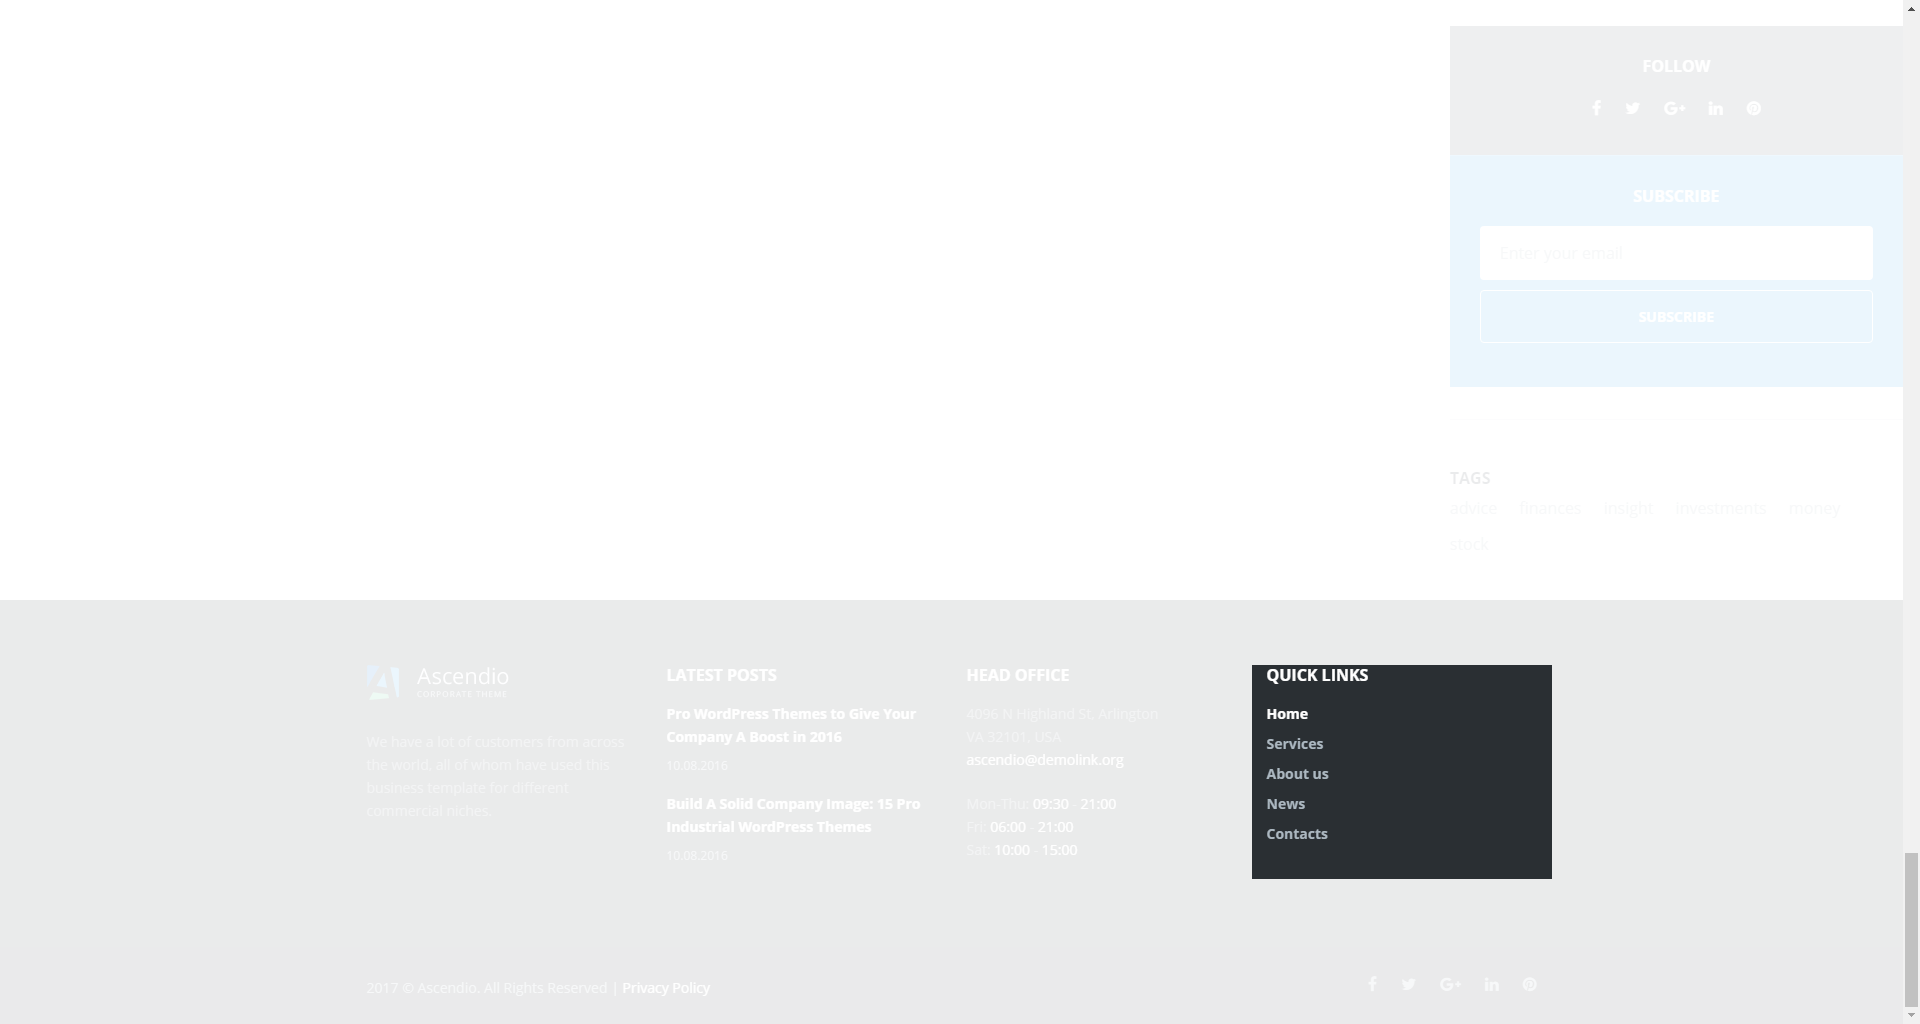 FOLLOW
SUBSCRIBE
Enter your email
SUBSCRIBE
TAGS
advice finances insight investments money
stock
Ascendio
CORPORATE THEME
We have a lot of customers from across
the world, all of whom have used this
business template for different
commercial niches.
LATEST POSTS
Pro WordPress Themes to Give Your
Company A Boost in 2016
10.08.2016
Build A Solid Company Image: 15 Pro
Industrial WordPress Themes
10.08.2016
HEAD OFFICE
4096 N Highland St, Arlington
VA 32101, USA
ascendio@demolink.org
Mon-Thu: 09:30 - 21:00
Fri: 06:00 - 21:00
Sat: 10:00 - 15:00
QUICK LINKS
Home
Services
About us
News
Contacts
2017 © Ascendio. All Rights Reserved | Privacy Policy